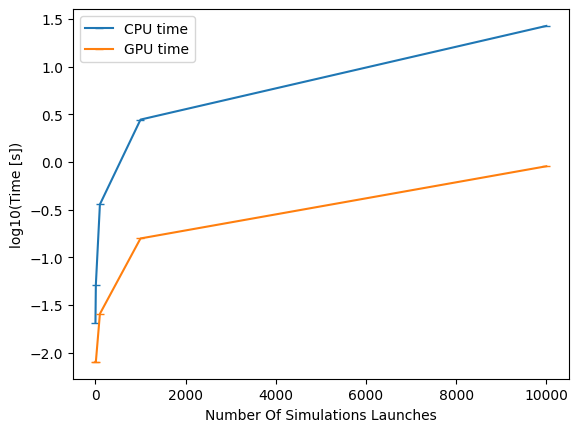 CPU time
GPU time
1.5
1.0
0.5
0.0
−0.5
−1.0
−1.5
−2.0
log10(Time [s])
0 2000 4000 6000 8000 10000
Number Of Simulations Launches